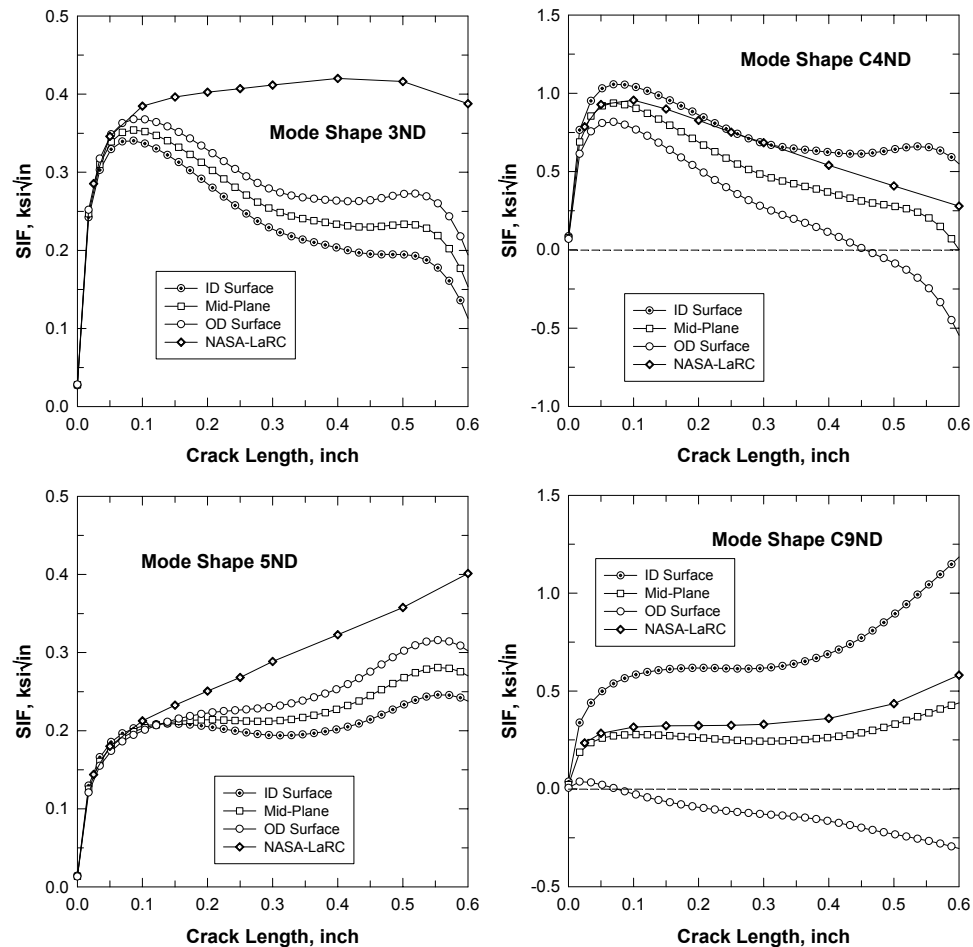 0.5
0.4
0.3
0.2
0.1
0.0
SIF, ksi√in
Mode Shape 3ND
ID Surface
Mid-Plane
OD Surface
NASA-LaRC
0.0 0.1 0.2 0.3 0.4 0.5 0.6
Crack Length, inch
1.5
1.0
0.5
0.0
-0.5
-1.0
SIF, ksi√in
Mode Shape C4ND
ID Surface
Mid-Plane
OD Surface
NASA-LaRC
0.0 0.1 0.2 0.3 0.4 0.5 0.6
Crack Length, inch
0.5
0.4
0.3
0.2
0.1
0.0
SIF, ksi√in
Mode Shape 5ND
ID Surface
Mid-Plane
OD Surface
NASA-LaRC
0.0 0.1 0.2 0.3 0.4 0.5 0.6
Crack Length, inch
1.5
1.0
0.5
0.0
-0.5
SIF, ksi√in
Mode Shape C9ND
ID Surface
Mid-Plane
OD Surface
NASA-LaRC
0.0 0.1 0.2 0.3 0.4 0.5 0.6
Crack Length, inch